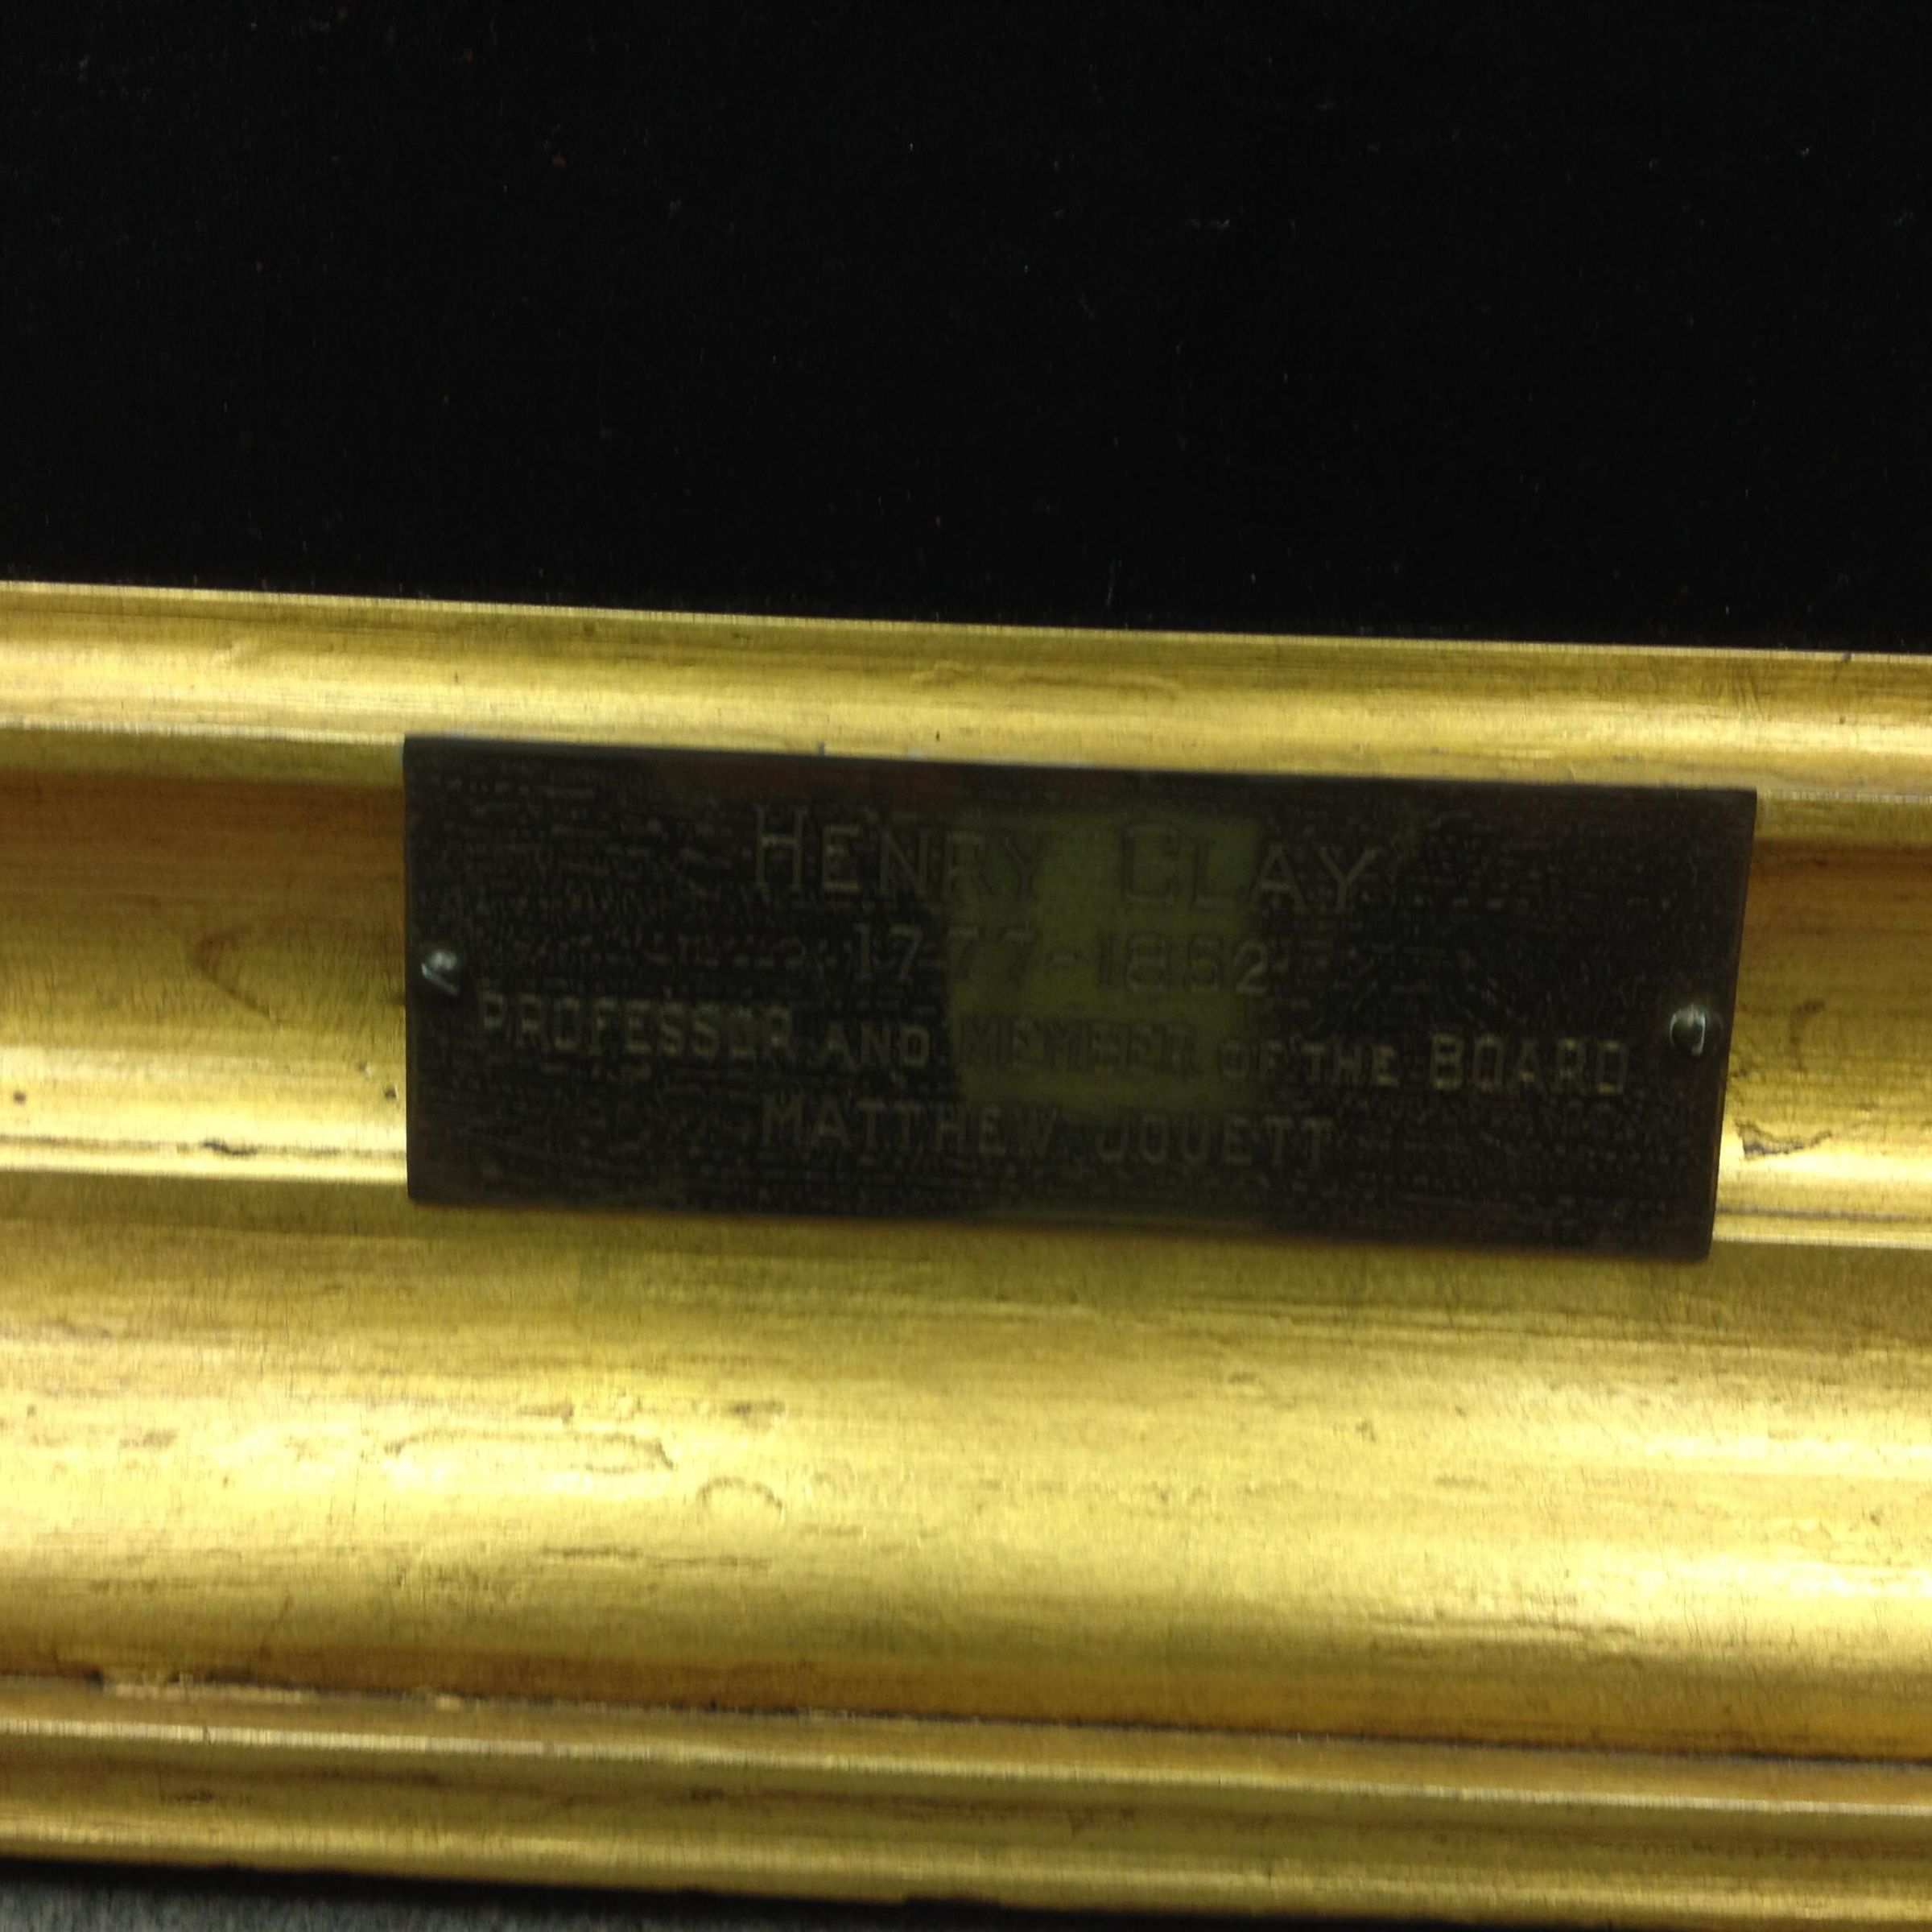 HENRY CLAY
1777-1852
PROFESSOR AND MEMBER OF THE BOARD
MATTHEW JOUETT